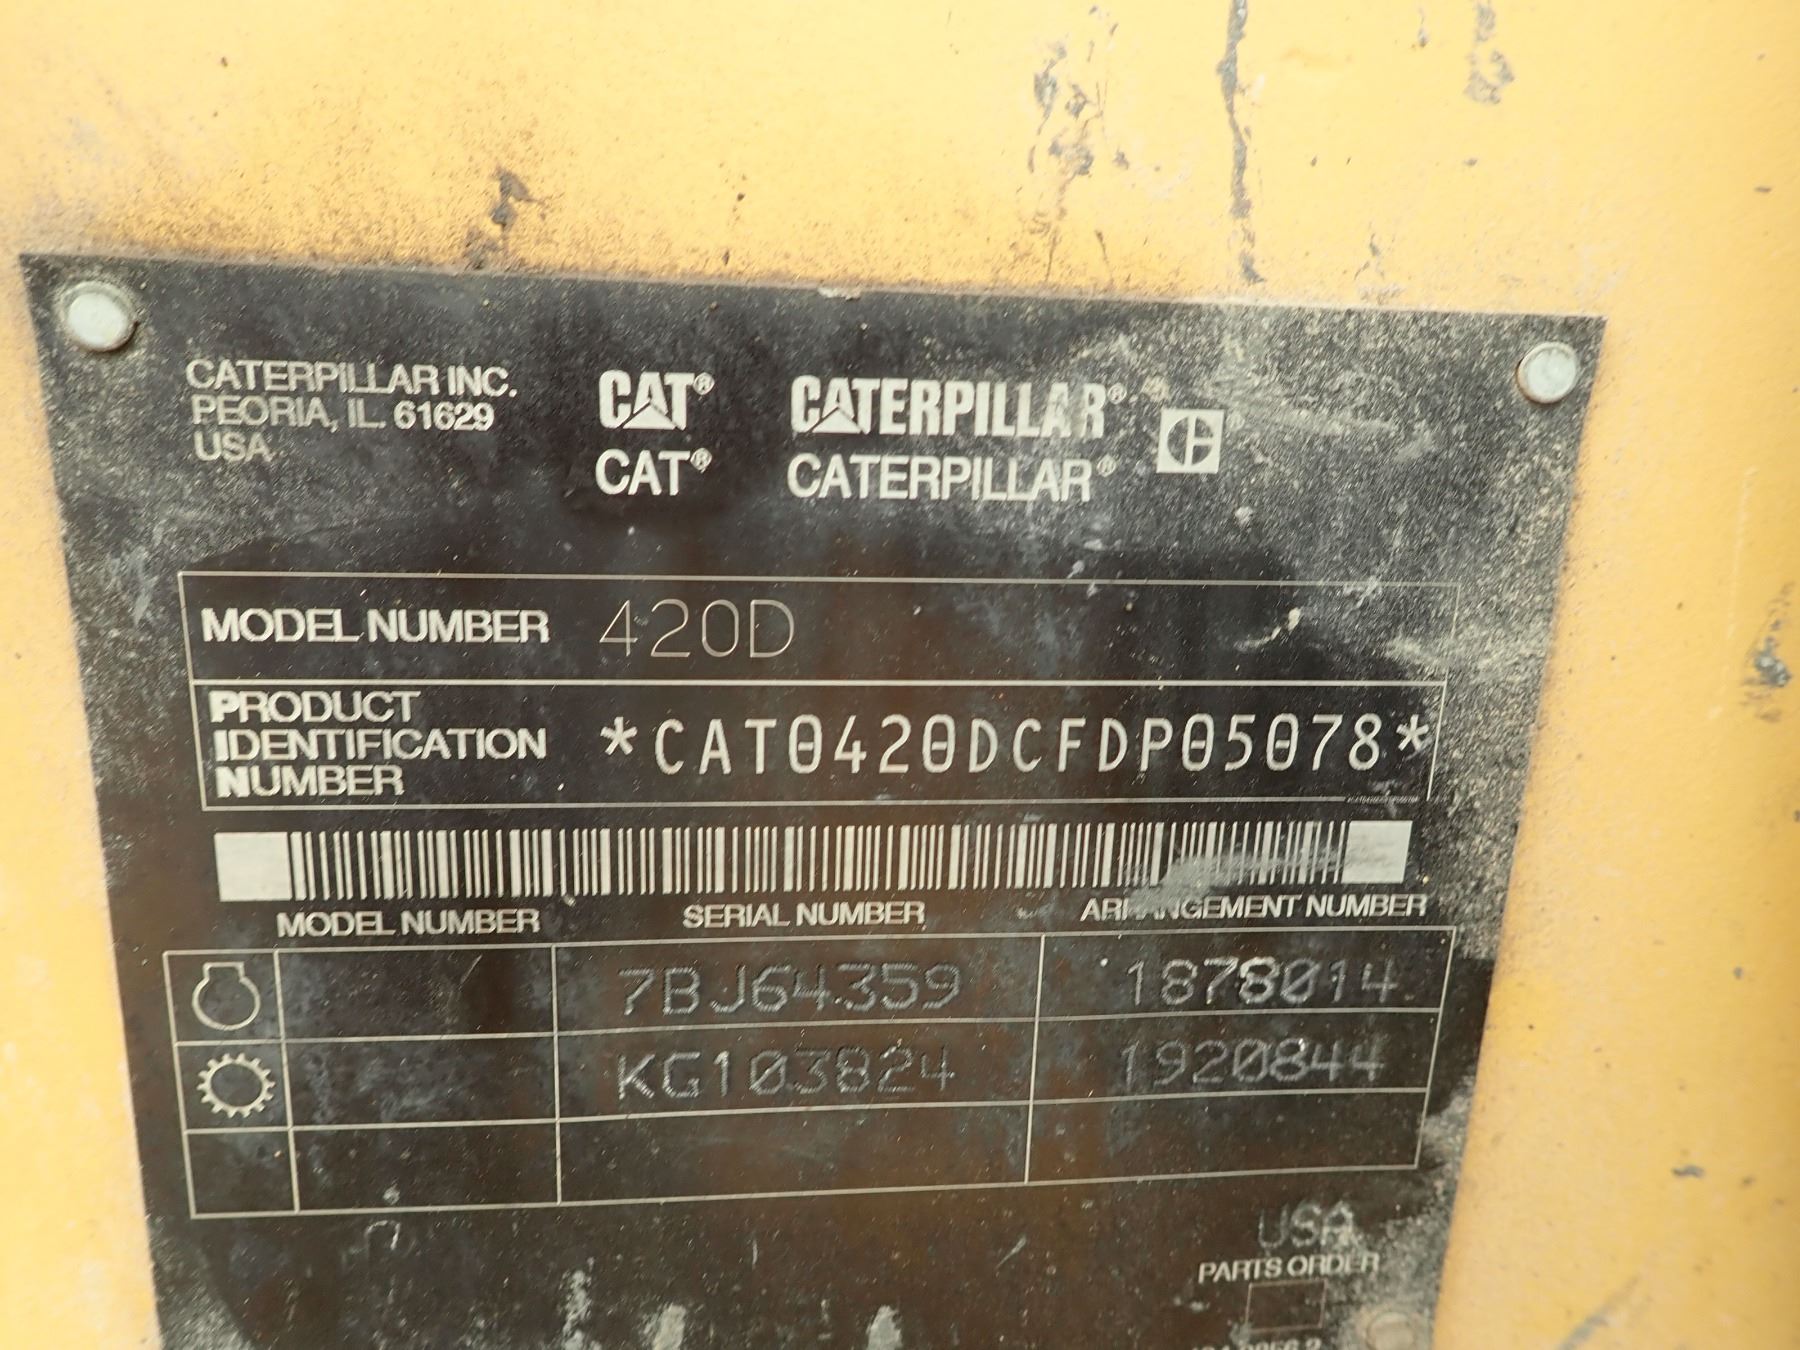 CATERPILLAR INC.
PEORIA, IL. 61629
USA
CAT® CATERPILLAR®
CAT® CATERPILLAR®
MODEL NUMBER 420D
PRODUCT
IDENTIFICATION
NUMBER
*CAT0420DCFDP05078*
MODEL NUMBER SERIAL NUMBER ARRANGEMENT NUMBER
7BJ64359 1878014
KG103824 1920844
USA
PARTS ORDER